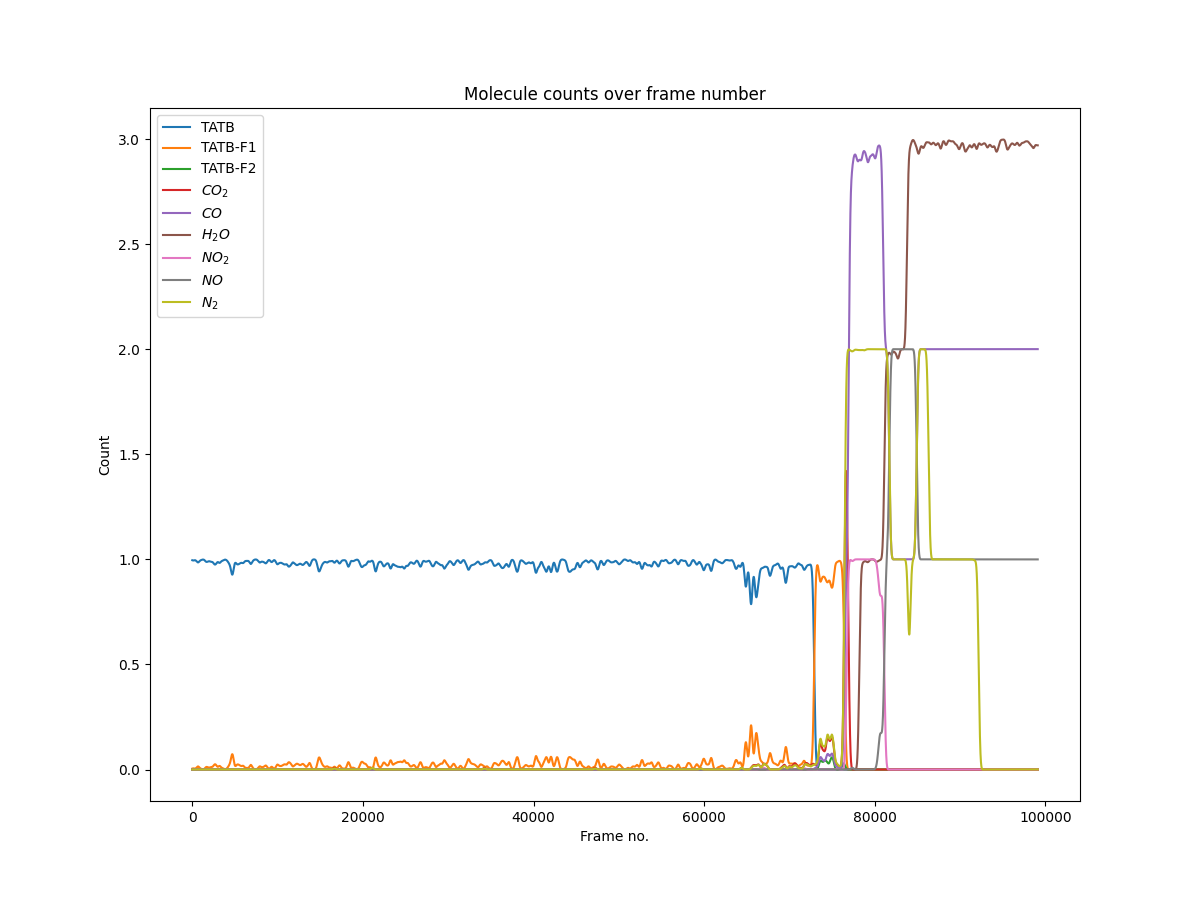 Molecule counts over frame number
TATB
TATB-F1
TATB-F2
CO₂
CO
H₂O
NO₂
NO
N₂
3.0
2.5
2.0
1.5
1.0
0.5
0.0
Count
0 20000 40000 60000 80000 100000
Frame no.